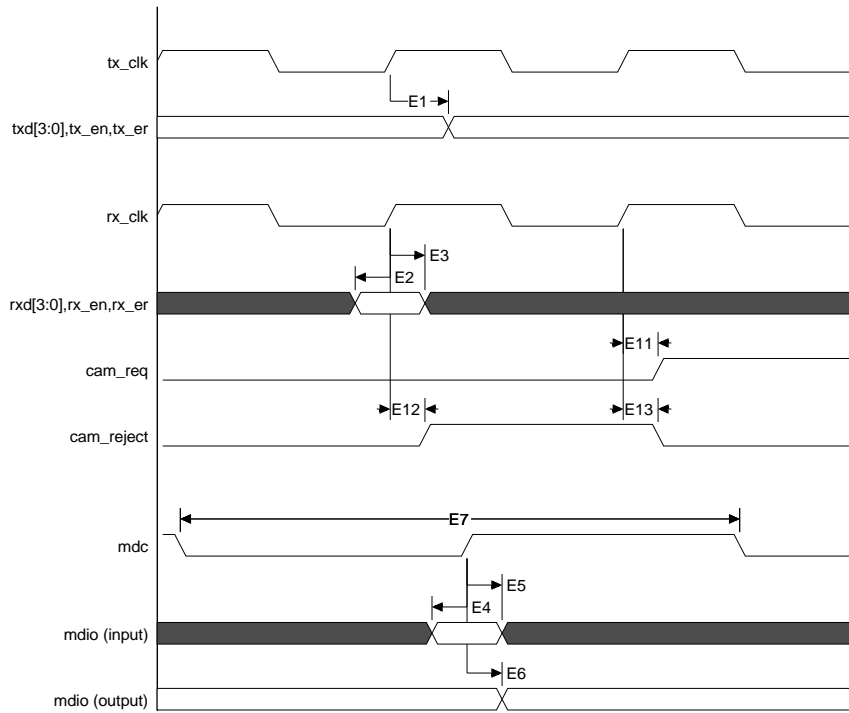 tx_clk
E1
txd[3:0],tx_en,tx_er
rx_clk
E3
E2
rxd[3:0],rx_en,rx_er
E11
cam_req
E12
E13
cam_reject
E7
mdc
E5
E4
mdio (input)
E6
mdio (output)